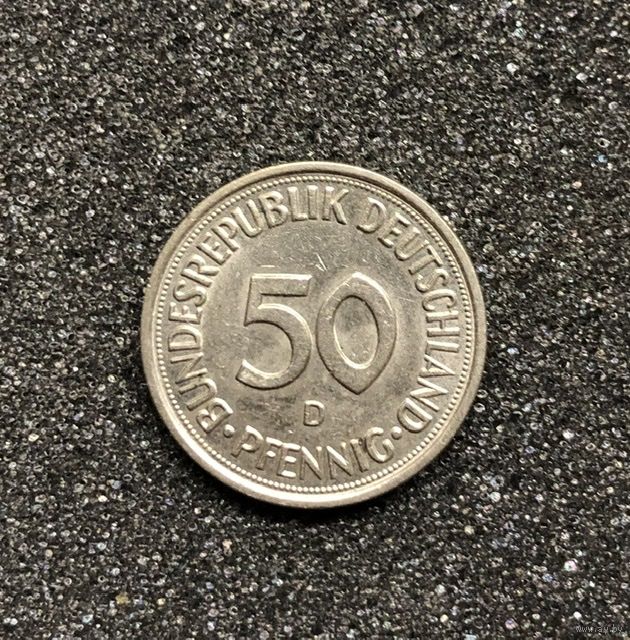 BUNDESREPUBLIK DEUTSCHLAND
50
D
· PFENNIG ·